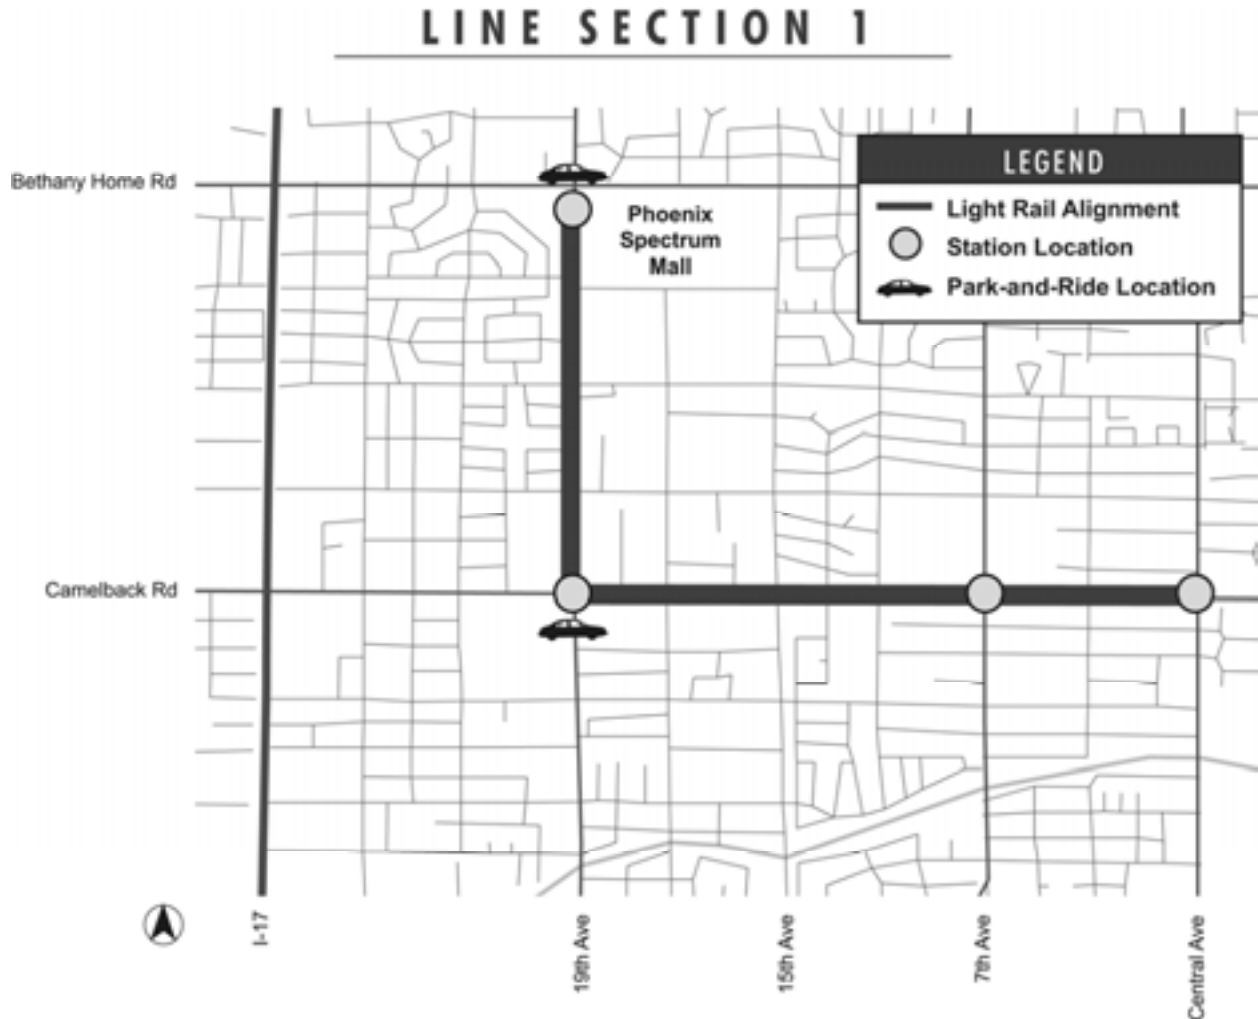 LINE SECTION 1
LEGEND
Light Rail Alignment
Station Location
Park-and-Ride Location
Bethany Home Rd
Phoenix
Spectrum
Mall
Camelback Rd
I-17
19th Ave
15th Ave
7th Ave
Central Ave